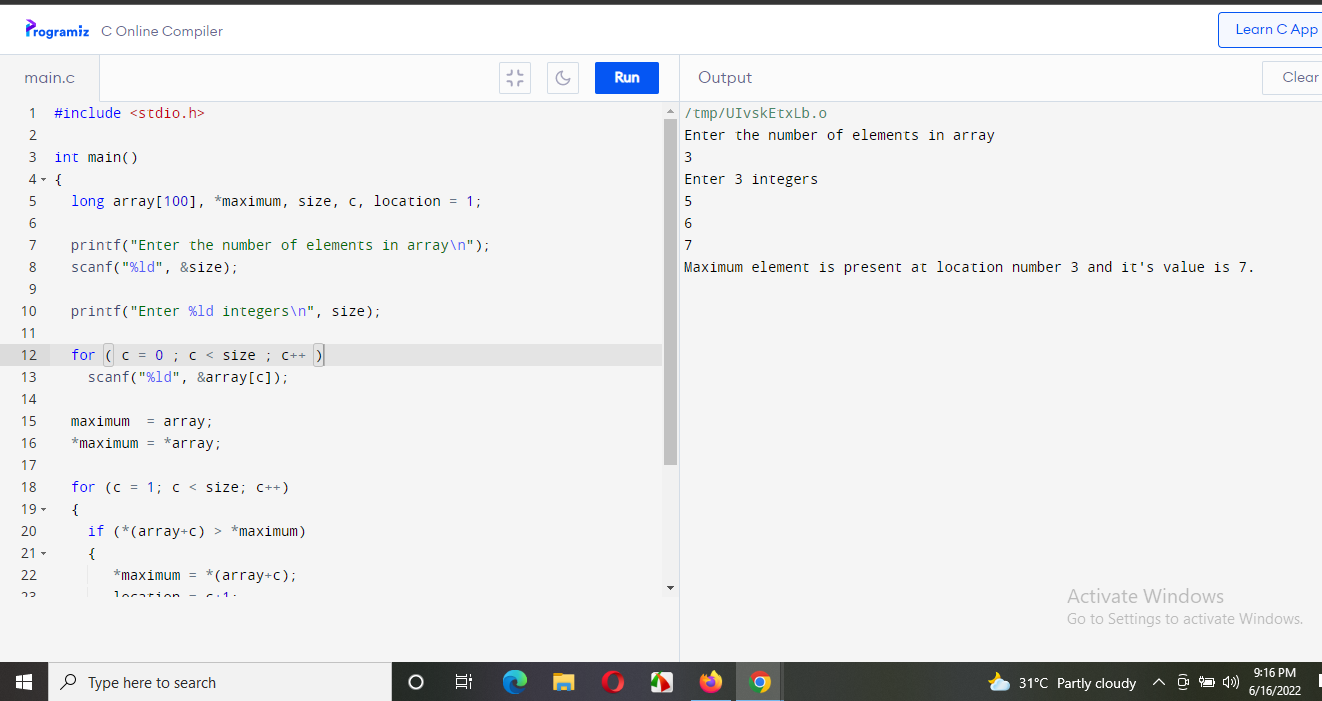 Programiz C Online Compiler
Learn C App
main.c
Run
Output
Clear
1 #include <stdio.h>
2
3 int main()
4 {
5 long array[100], *maximum, size, c, location = 1;
6
7 printf("Enter the number of elements in array\n");
8 scanf("%ld", &size);
9
10 printf("Enter %ld integers\n", size);
11
12 for ( c = 0 ; c < size ; c++ )
13 scanf("%ld", &array[c]);
14
15 maximum  = array;
16 *maximum = *array;
17
18 for (c = 1; c < size; c++)
19 {
20 if (*(array+c) > *maximum)
21 {
22 *maximum = *(array+c);
23 location = c+1;
/tmp/UIvskEtxLb.o
Enter the number of elements in array
3
Enter 3 integers
5
6
7
Maximum element is present at location number 3 and it's value is 7.
Activate Windows
Go to Settings to activate Windows.
Type here to search
31°C Partly cloudy
9:16 PM
6/16/2022